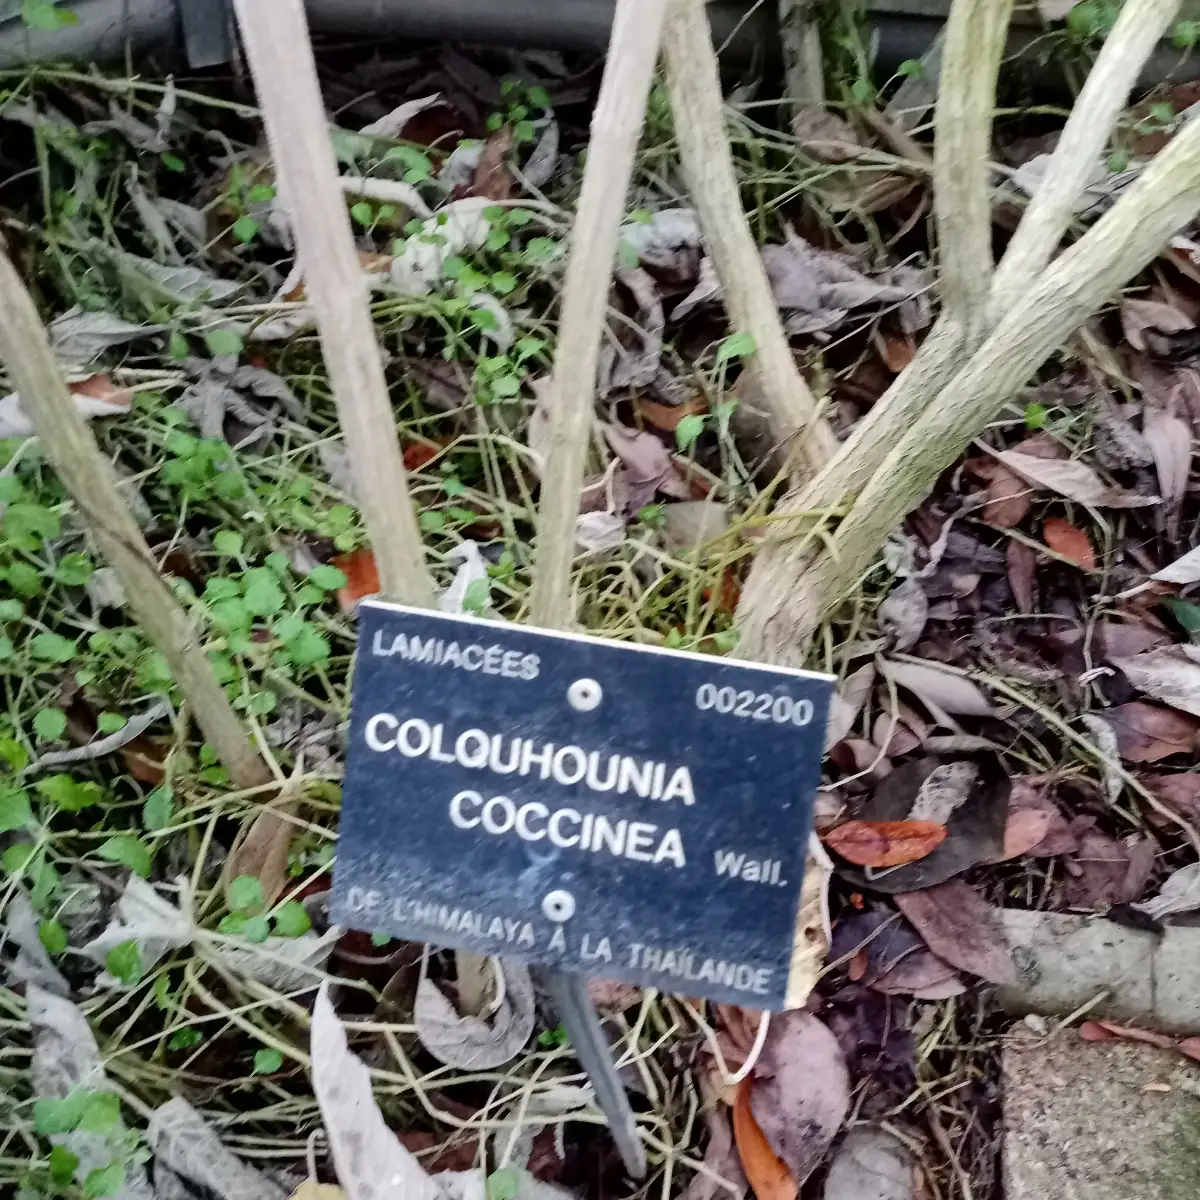 LAMIACÉES
002200
COLQUHOUNIA
COCCINEA Wall.
DE L'HIMALAYA À LA THAÏLANDE